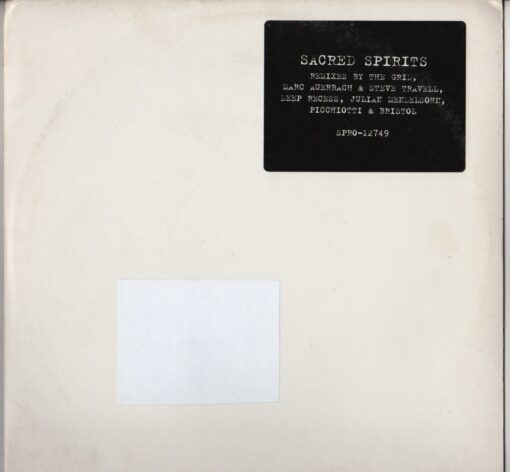 SACRED SPIRITS
REMIXES BY THE GRID,
MARC AUERBACH & STEVE TRAVELL,
DEEP RECESS, JULIAN MENDELSOHN,
PICCHIOTTI & BRISTOL
SPRO-12749